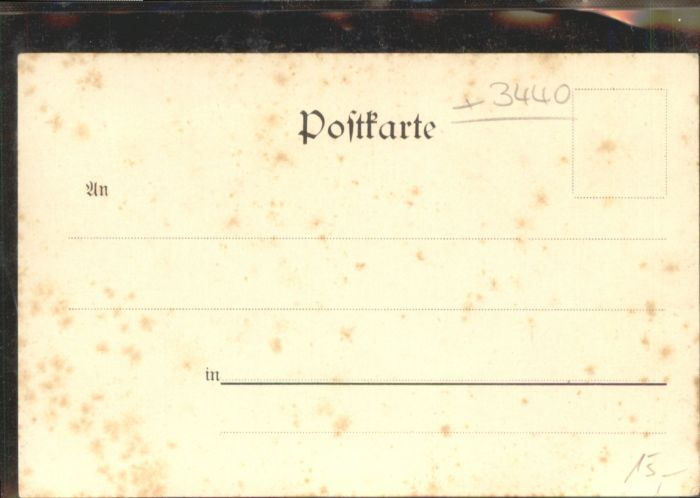 + 3440
Poſtkarte
An
in
15,-